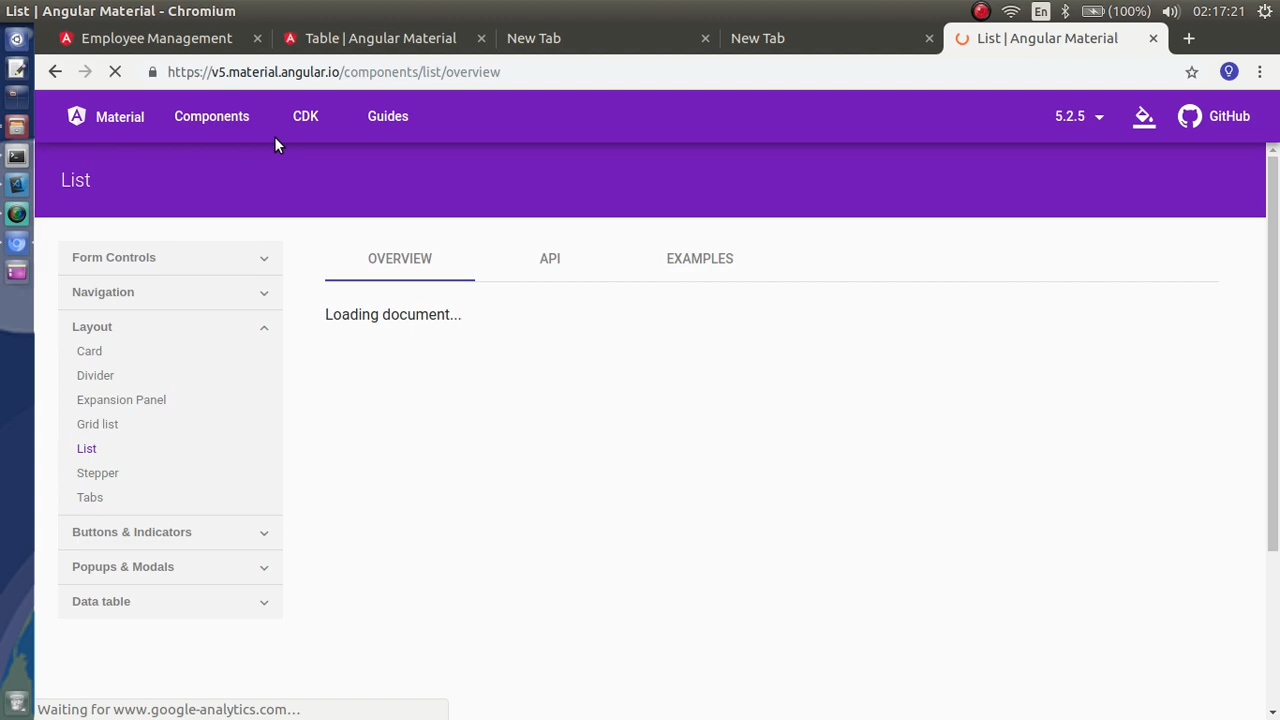 List | Angular Material - Chromium
En (100%) 02:17:21
Employee Management Table | Angular Material New Tab New Tab List | Angular Material
https://v5.material.angular.io/components/list/overview
Material Components CDK Guides 5.2.5 GitHub
List
Form Controls
Navigation
Layout
Card
Divider
Expansion Panel
Grid list
List
Stepper
Tabs
Buttons & Indicators
Popups & Modals
Data table
OVERVIEW API EXAMPLES
Loading document...
Waiting for www.google-analytics.com...